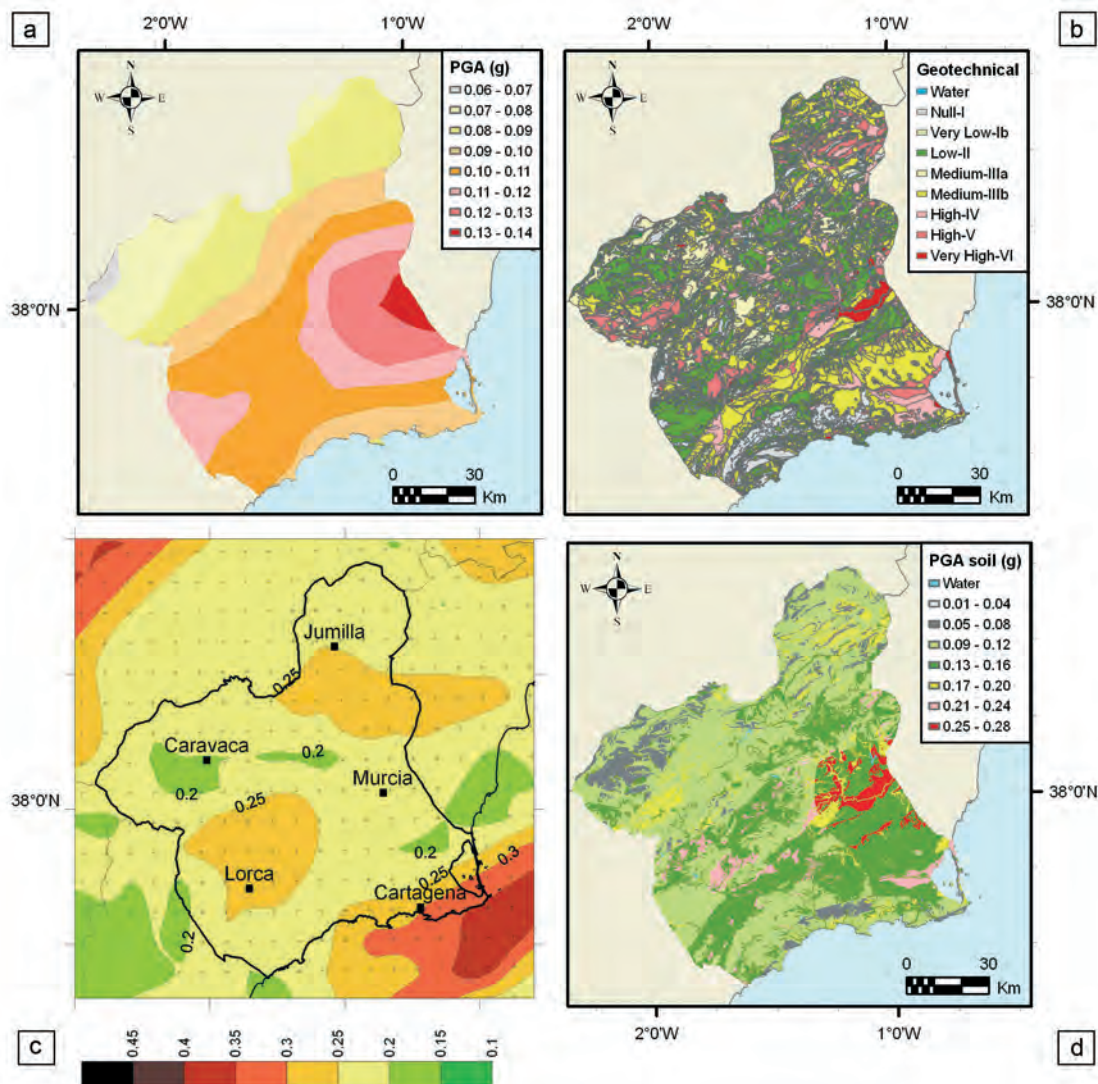 a
2°0'W 1°0'W
38°0'N
N
W E
S
PGA (g)
0.06 - 0.07
0.07 - 0.08
0.08 - 0.09
0.09 - 0.10
0.10 - 0.11
0.11 - 0.12
0.12 - 0.13
0.13 - 0.14
0 30
Km
b
2°0'W 1°0'W
38°0'N
N
W E
S
Geotechnical
Water
Null-I
Very Low-Ib
Low-II
Medium-IIIa
Medium-IIIb
High-IV
High-V
Very High-VI
0 30
Km
c
38°0'N
Jumilla
0.25
Caravaca
0.2
0.2
Murcia
0.25
0.2
Lorca
0.3
0.25
Cartagena
0.2
0.45 0.4 0.35 0.3 0.25 0.2 0.15 0.1
d
N
W E
S
PGA soil (g)
Water
0.01 - 0.04
0.05 - 0.08
0.09 - 0.12
0.13 - 0.16
0.17 - 0.20
0.21 - 0.24
0.25 - 0.28
38°0'N
0 30
Km
2°0'W 1°0'W